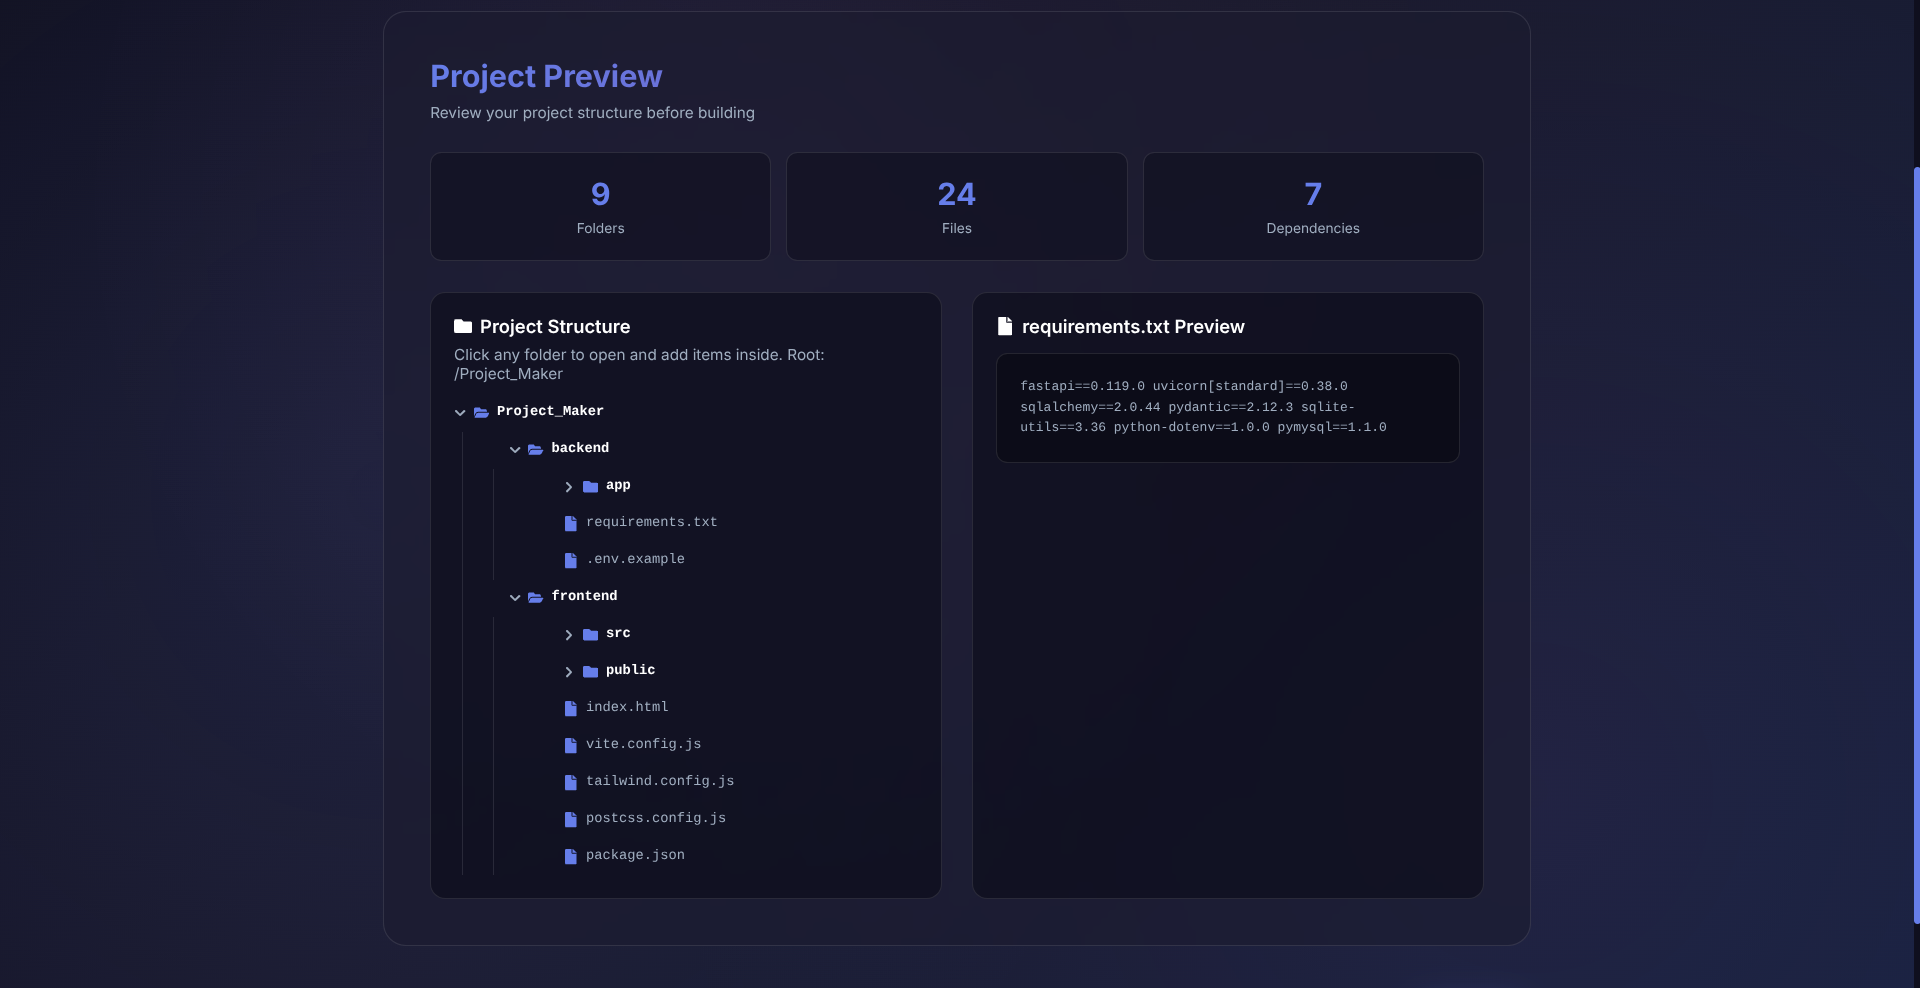 Project Preview
Review your project structure before building
9
Folders
24
Files
7
Dependencies
Project Structure
Click any folder to open and add items inside. Root:
/Project_Maker
Project_Maker
backend
app
requirements.txt
.env.example
frontend
src
public
index.html
vite.config.js
tailwind.config.js
postcss.config.js
package.json
requirements.txt Preview
fastapi==0.119.0 uvicorn[standard]==0.38.0
sqlalchemy==2.0.44 pydantic==2.12.3 sqlite-
utils==3.36 python-dotenv==1.0.0 pymysql==1.1.0